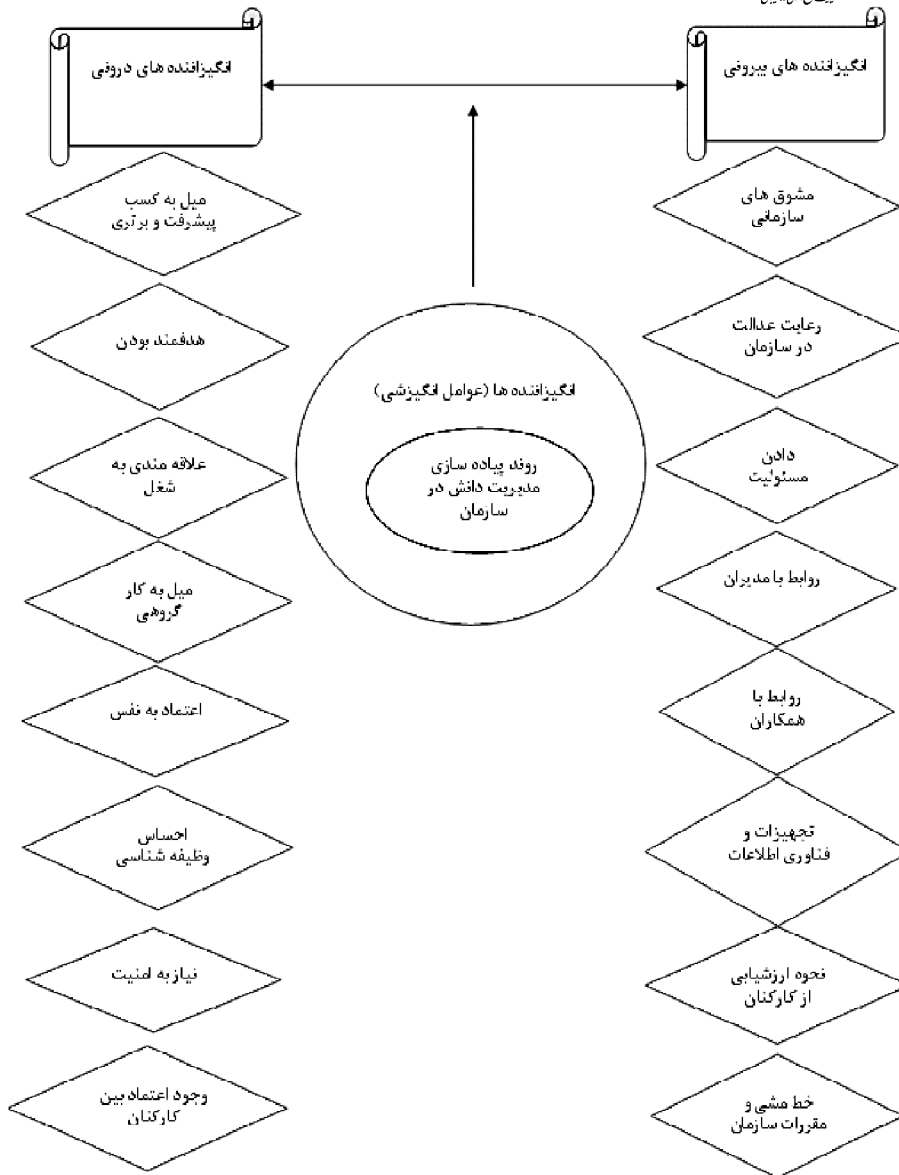 انگیزاننده های بیرونی
انگیزاننده های درونی
مشوق های
سازمانی
میل به کسب
پیشرفت و برتری
رعایت عدالت
در سازمان
هدفمند بودن
انگیزاننده ها (عوامل انگیزشی)
روند پیاده سازی
مدیریت دانش در
سازمان
دادن
مسئولیت
علاقه مندی به
شغل
روابط با مدیران
میل به کار
گروهی
روابط با
همکاران
اعتماد به نفس
تجهیزات و
فناوری اطلاعات
احساس
وظیفه شناسی
نحوه ارزشیابی
از کارکنان
نیاز به امنیت
خط مشی و
مقررات سازمان
وجود اعتماد بین
کارکنان